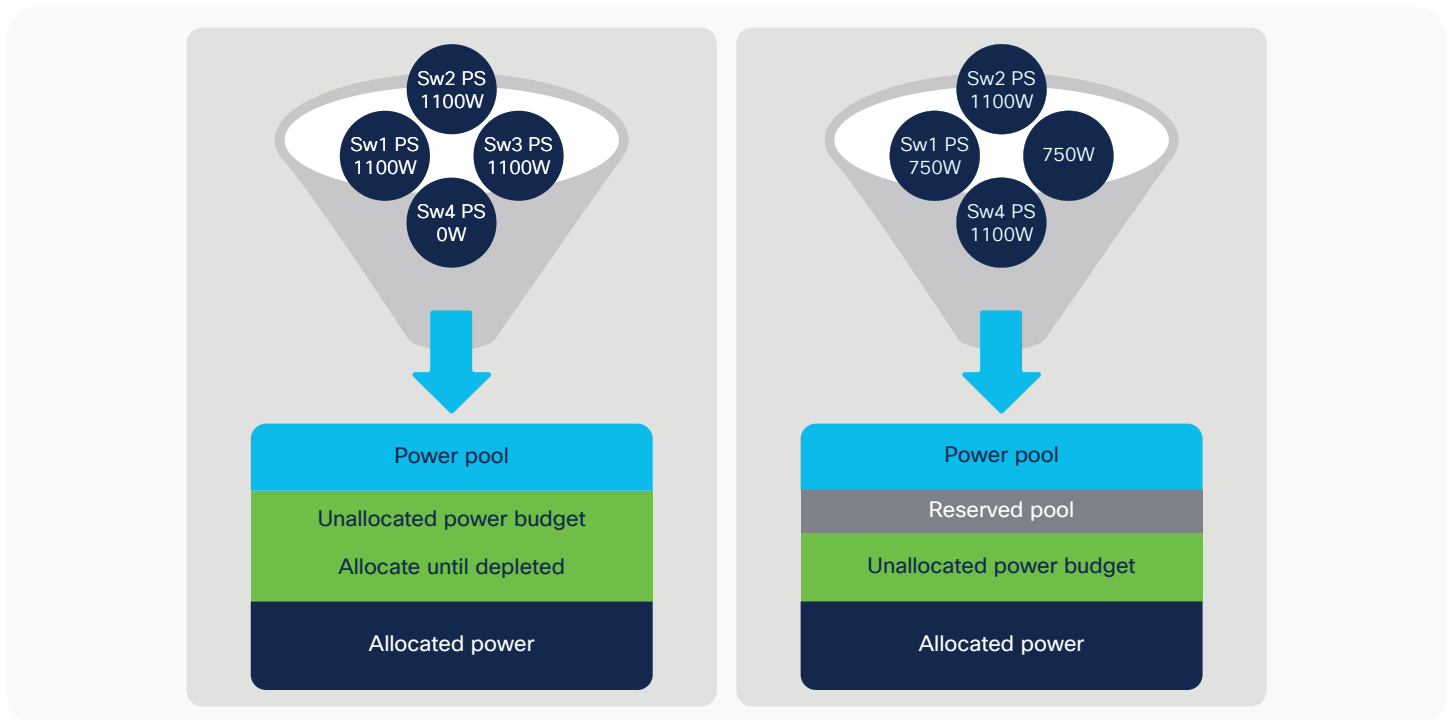 Sw2 PS
1100W
Sw1 PS
1100W
Sw3 PS
1100W
Sw4 PS
0W
Power pool
Unallocated power budget
Allocate until depleted
Allocated power
Sw2 PS
1100W
Sw1 PS
750W
750W
Sw4 PS
1100W
Power pool
Reserved pool
Unallocated power budget
Allocated power